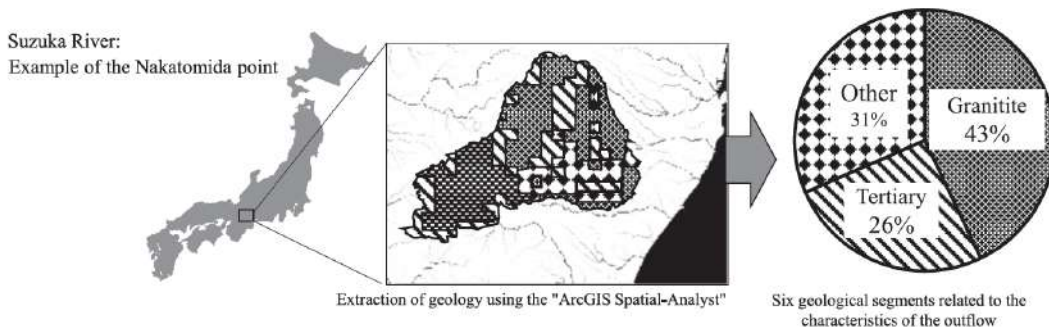 Suzuka River:
Example of the Nakatomida point
Other
31%
Granitite
43%
Tertiary
26%
Extraction of geology using the "ArcGIS Spatial-Analyst"
Six geological segments related to the
characteristics of the outflow